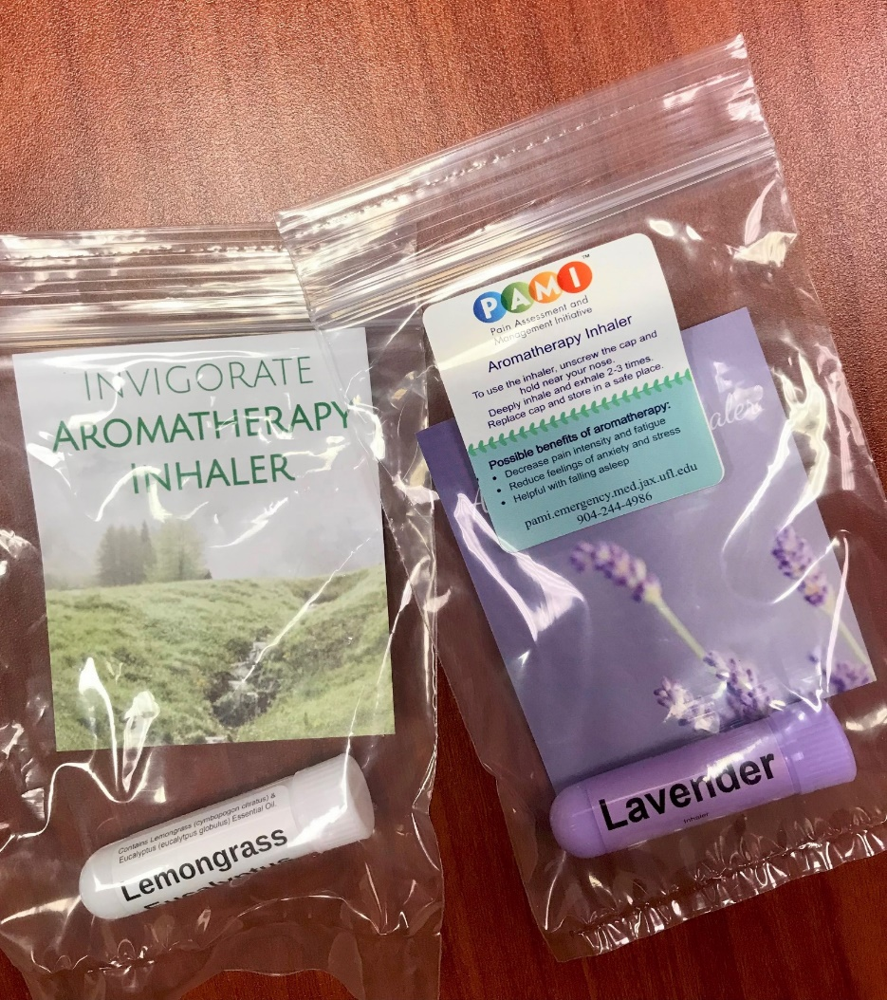 INVIGORATE
AROMATHERAPY
INHALER
Contains Lemongrass (cymbopogon citratus) &
Eucalyptus (eucalytpus globulus) Essential Oil.
Lemongrass
Eucalyptus
PAMI™
Pain Assessment and
Management Initiative
Aromatherapy Inhaler
To use the inhaler, unscrew the cap and
hold near your nose.
Deeply inhale and exhale 2-3 times.
Replace cap and store in a safe place.
Possible benefits of aromatherapy:
• Decrease pain intensity and fatigue
• Reduce feelings of anxiety and stress
• Helpful with falling asleep
pami.emergency.med.jax.ufl.edu
904-244-4986
Lavender
Inhaler